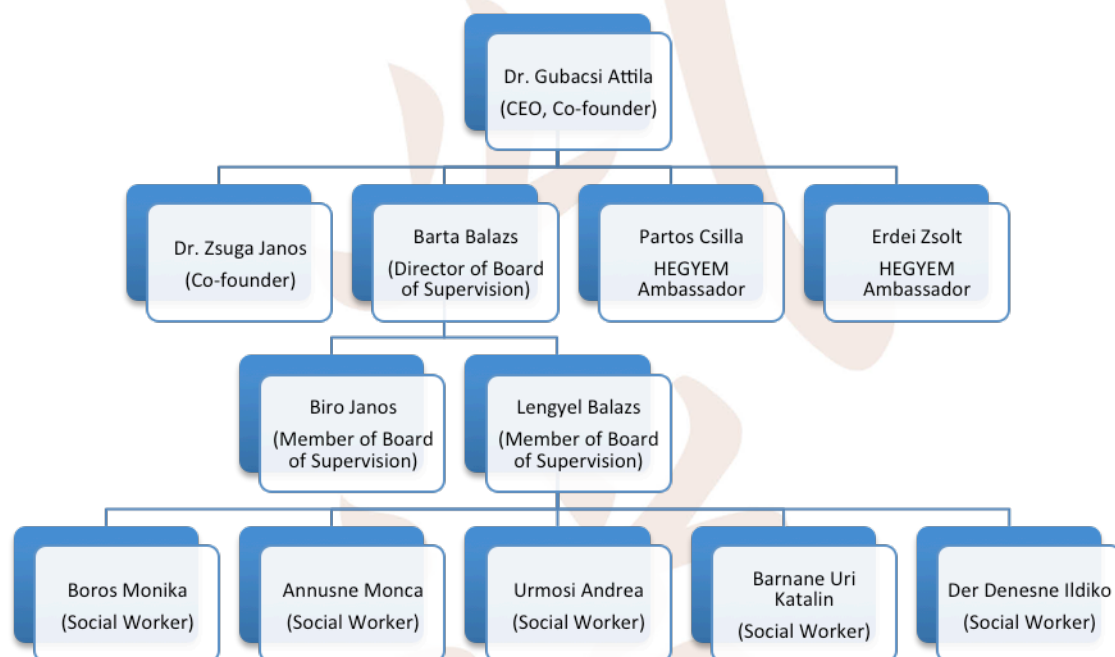 Dr. Gubacsi Attila
(CEO, Co-founder)
Dr. Zsuga Janos
(Co-founder)
Barta Balazs
(Director of Board
of Supervision)
Partos Csilla
HEGYEM
Ambassador
Erdei Zsolt
HEGYEM
Ambassador
Biro Janos
(Member of Board
of Supervision)
Lengyel Balazs
(Member of Board
of Supervision)
Boros Monika
(Social Worker)
Annusne Monca
(Social Worker)
Urmosi Andrea
(Social Worker)
Barnane Uri
Katalin
(Social Worker)
Der Denesne Ildiko
(Social Worker)